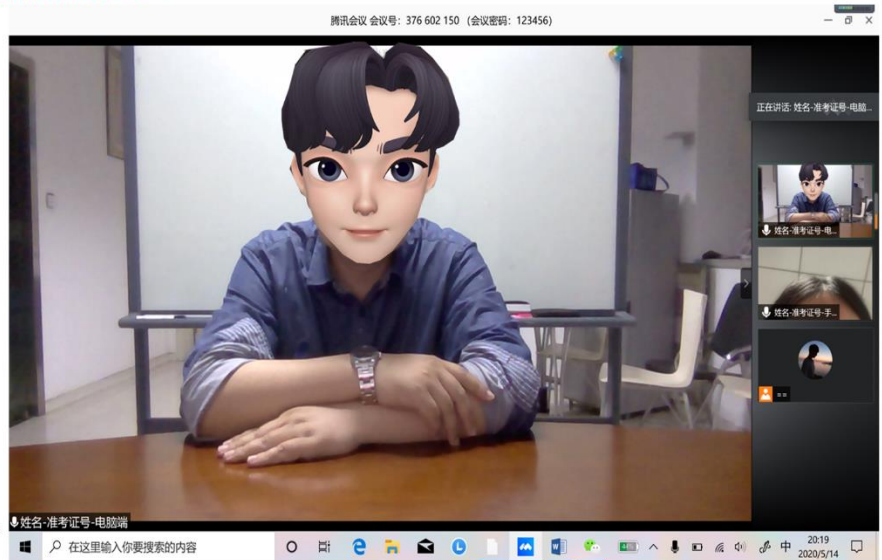 腾讯会议 会议号：376 602 150 （会议密码：123456）
正在讲话: 姓名-准考证号-电脑...
姓名-准考证号-电...
姓名-准考证号-手...
==
姓名-准考证号-电脑端
在这里输入你要搜索的内容
中
20:19
2020/5/14